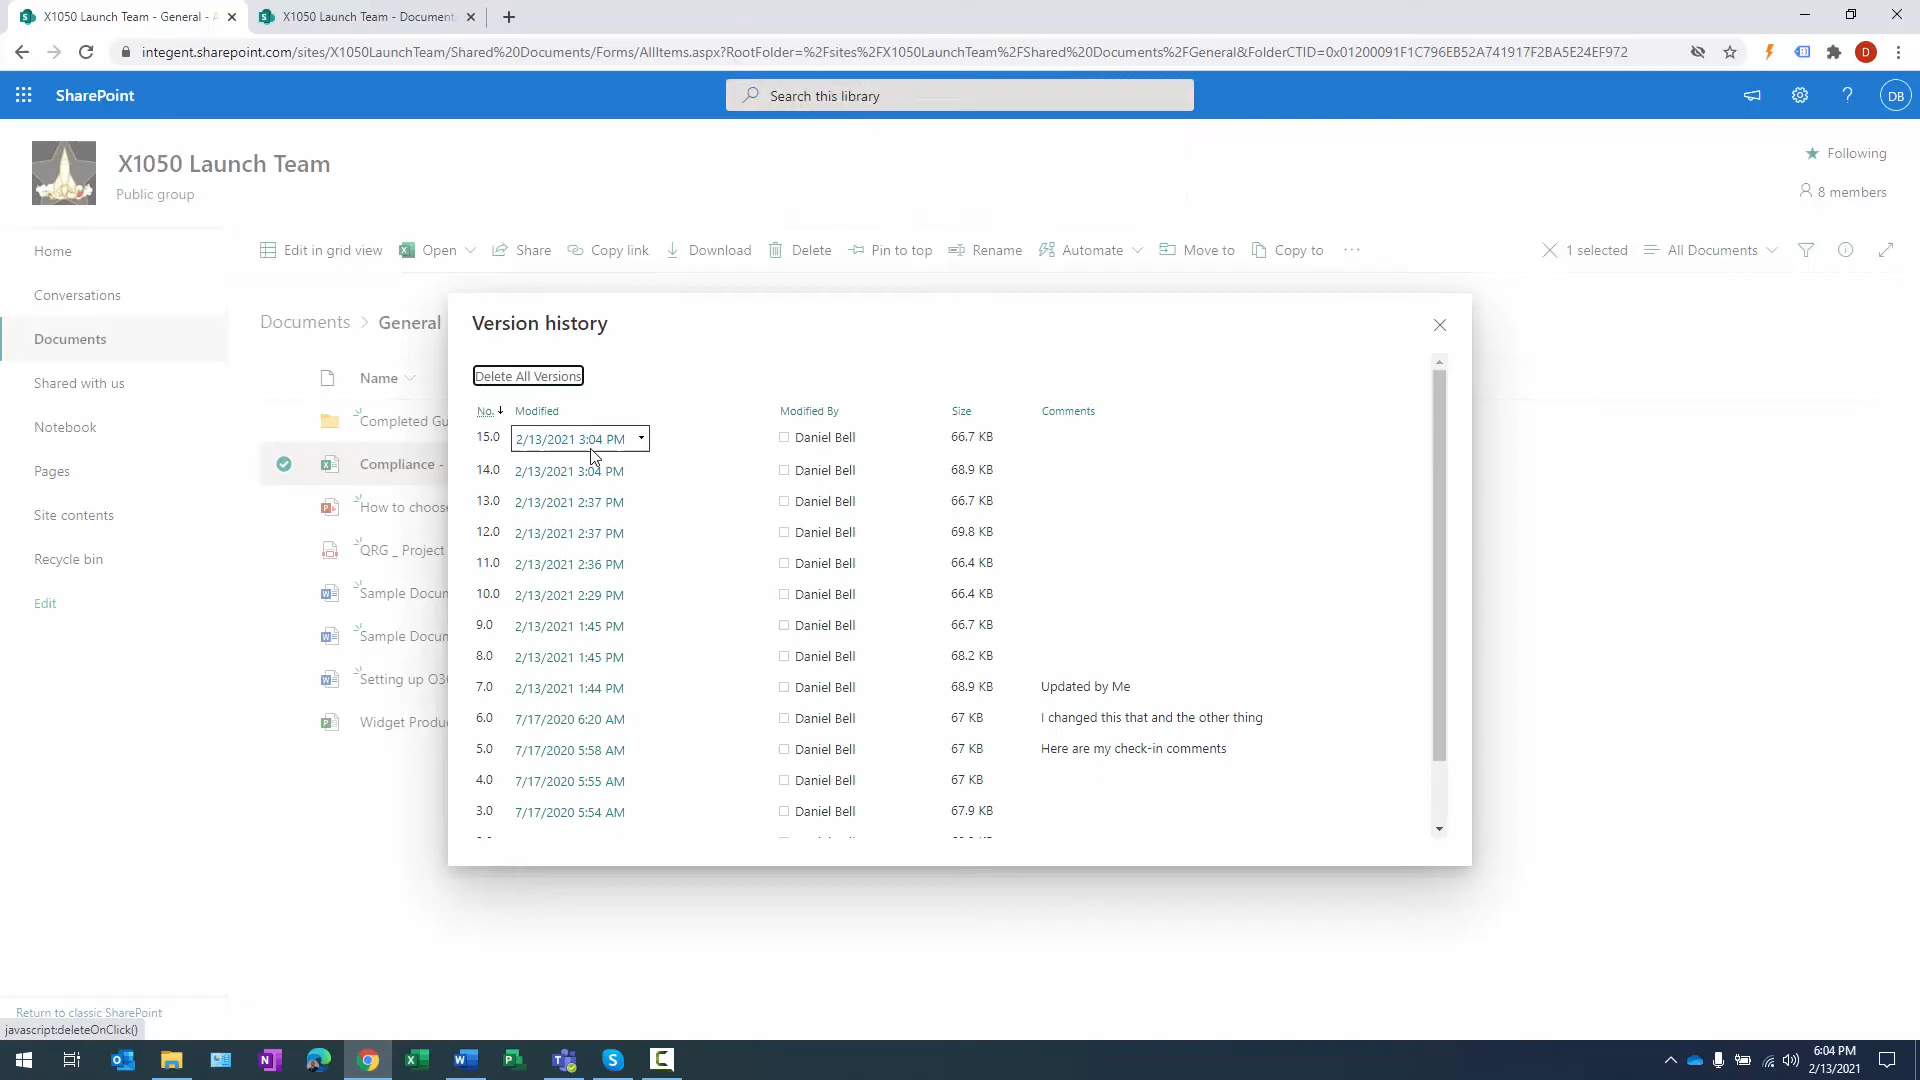 X1050 Launch Team - General - A
X1050 Launch Team - Document
integent.sharepoint.com/sites/X1050LaunchTeam/Shared%20Documents/Forms/AllItems.aspx?RootFolder=%2Fsites%2FX1050LaunchTeam%2FShared%20Documents%2FGeneral&FolderCTID=0x01200091F1C796EB52A741917F2BA5E24EF972
D
SharePoint
Search this library
DB
X1050 Launch Team
Public group
Following
8 members
Home
Conversations
Documents
Shared with us
Notebook
Pages
Site contents
Recycle bin
Edit
Edit in grid view
Open
Share
Copy link
Download
Delete
Pin to top
Rename
Automate
Move to
Copy to
1 selected
All Documents
Documents > General
Name
Completed Gu
Compliance -
How to choose
QRG _ Project
Sample Docum
Sample Docum
Setting up O36
Widget Produc
Version history
Delete All Versions
No. Modified Modified By Size Comments
15.0 2/13/2021 3:04 PM Daniel Bell 66.7 KB
14.0 2/13/2021 3:04 PM Daniel Bell 68.9 KB
13.0 2/13/2021 2:37 PM Daniel Bell 66.7 KB
12.0 2/13/2021 2:37 PM Daniel Bell 69.8 KB
11.0 2/13/2021 2:36 PM Daniel Bell 66.4 KB
10.0 2/13/2021 2:29 PM Daniel Bell 66.4 KB
9.0 2/13/2021 1:45 PM Daniel Bell 66.7 KB
8.0 2/13/2021 1:45 PM Daniel Bell 68.2 KB
7.0 2/13/2021 1:44 PM Daniel Bell 68.9 KB Updated by Me
6.0 7/17/2020 6:20 AM Daniel Bell 67 KB I changed this that and the other thing
5.0 7/17/2020 5:58 AM Daniel Bell 67 KB Here are my check-in comments
4.0 7/17/2020 5:55 AM Daniel Bell 67 KB
3.0 7/17/2020 5:54 AM Daniel Bell 67.9 KB
Return to classic SharePoint
javascript:deleteOnClick()
6:04 PM
2/13/2021